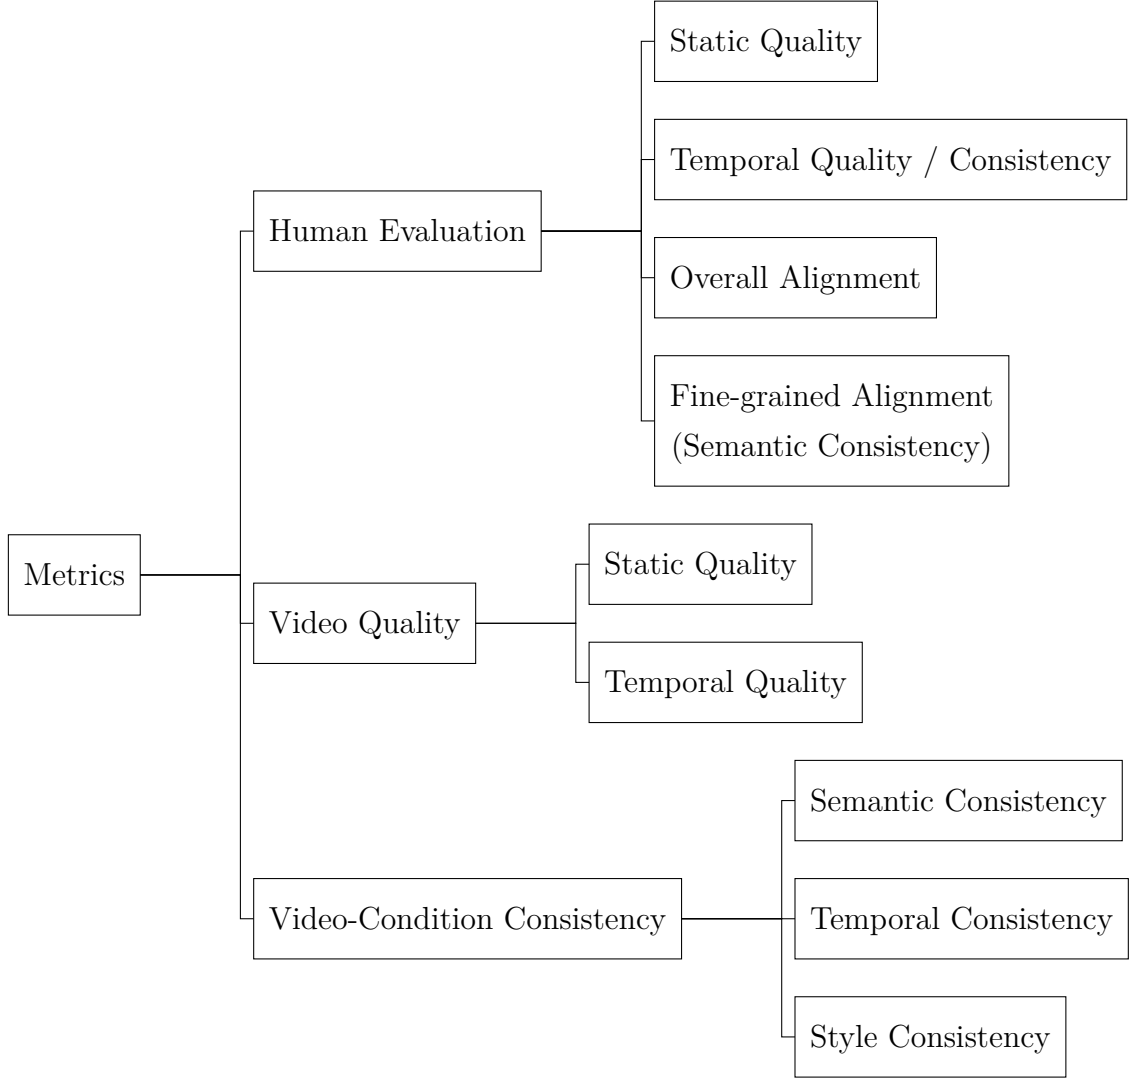 Static Quality
Temporal Quality / Consistency
Human Evaluation
Overall Alignment
Fine-grained Alignment
(Semantic Consistency)
Metrics
Static Quality
Video Quality
Temporal Quality
Semantic Consistency
Video-Condition Consistency
Temporal Consistency
Style Consistency